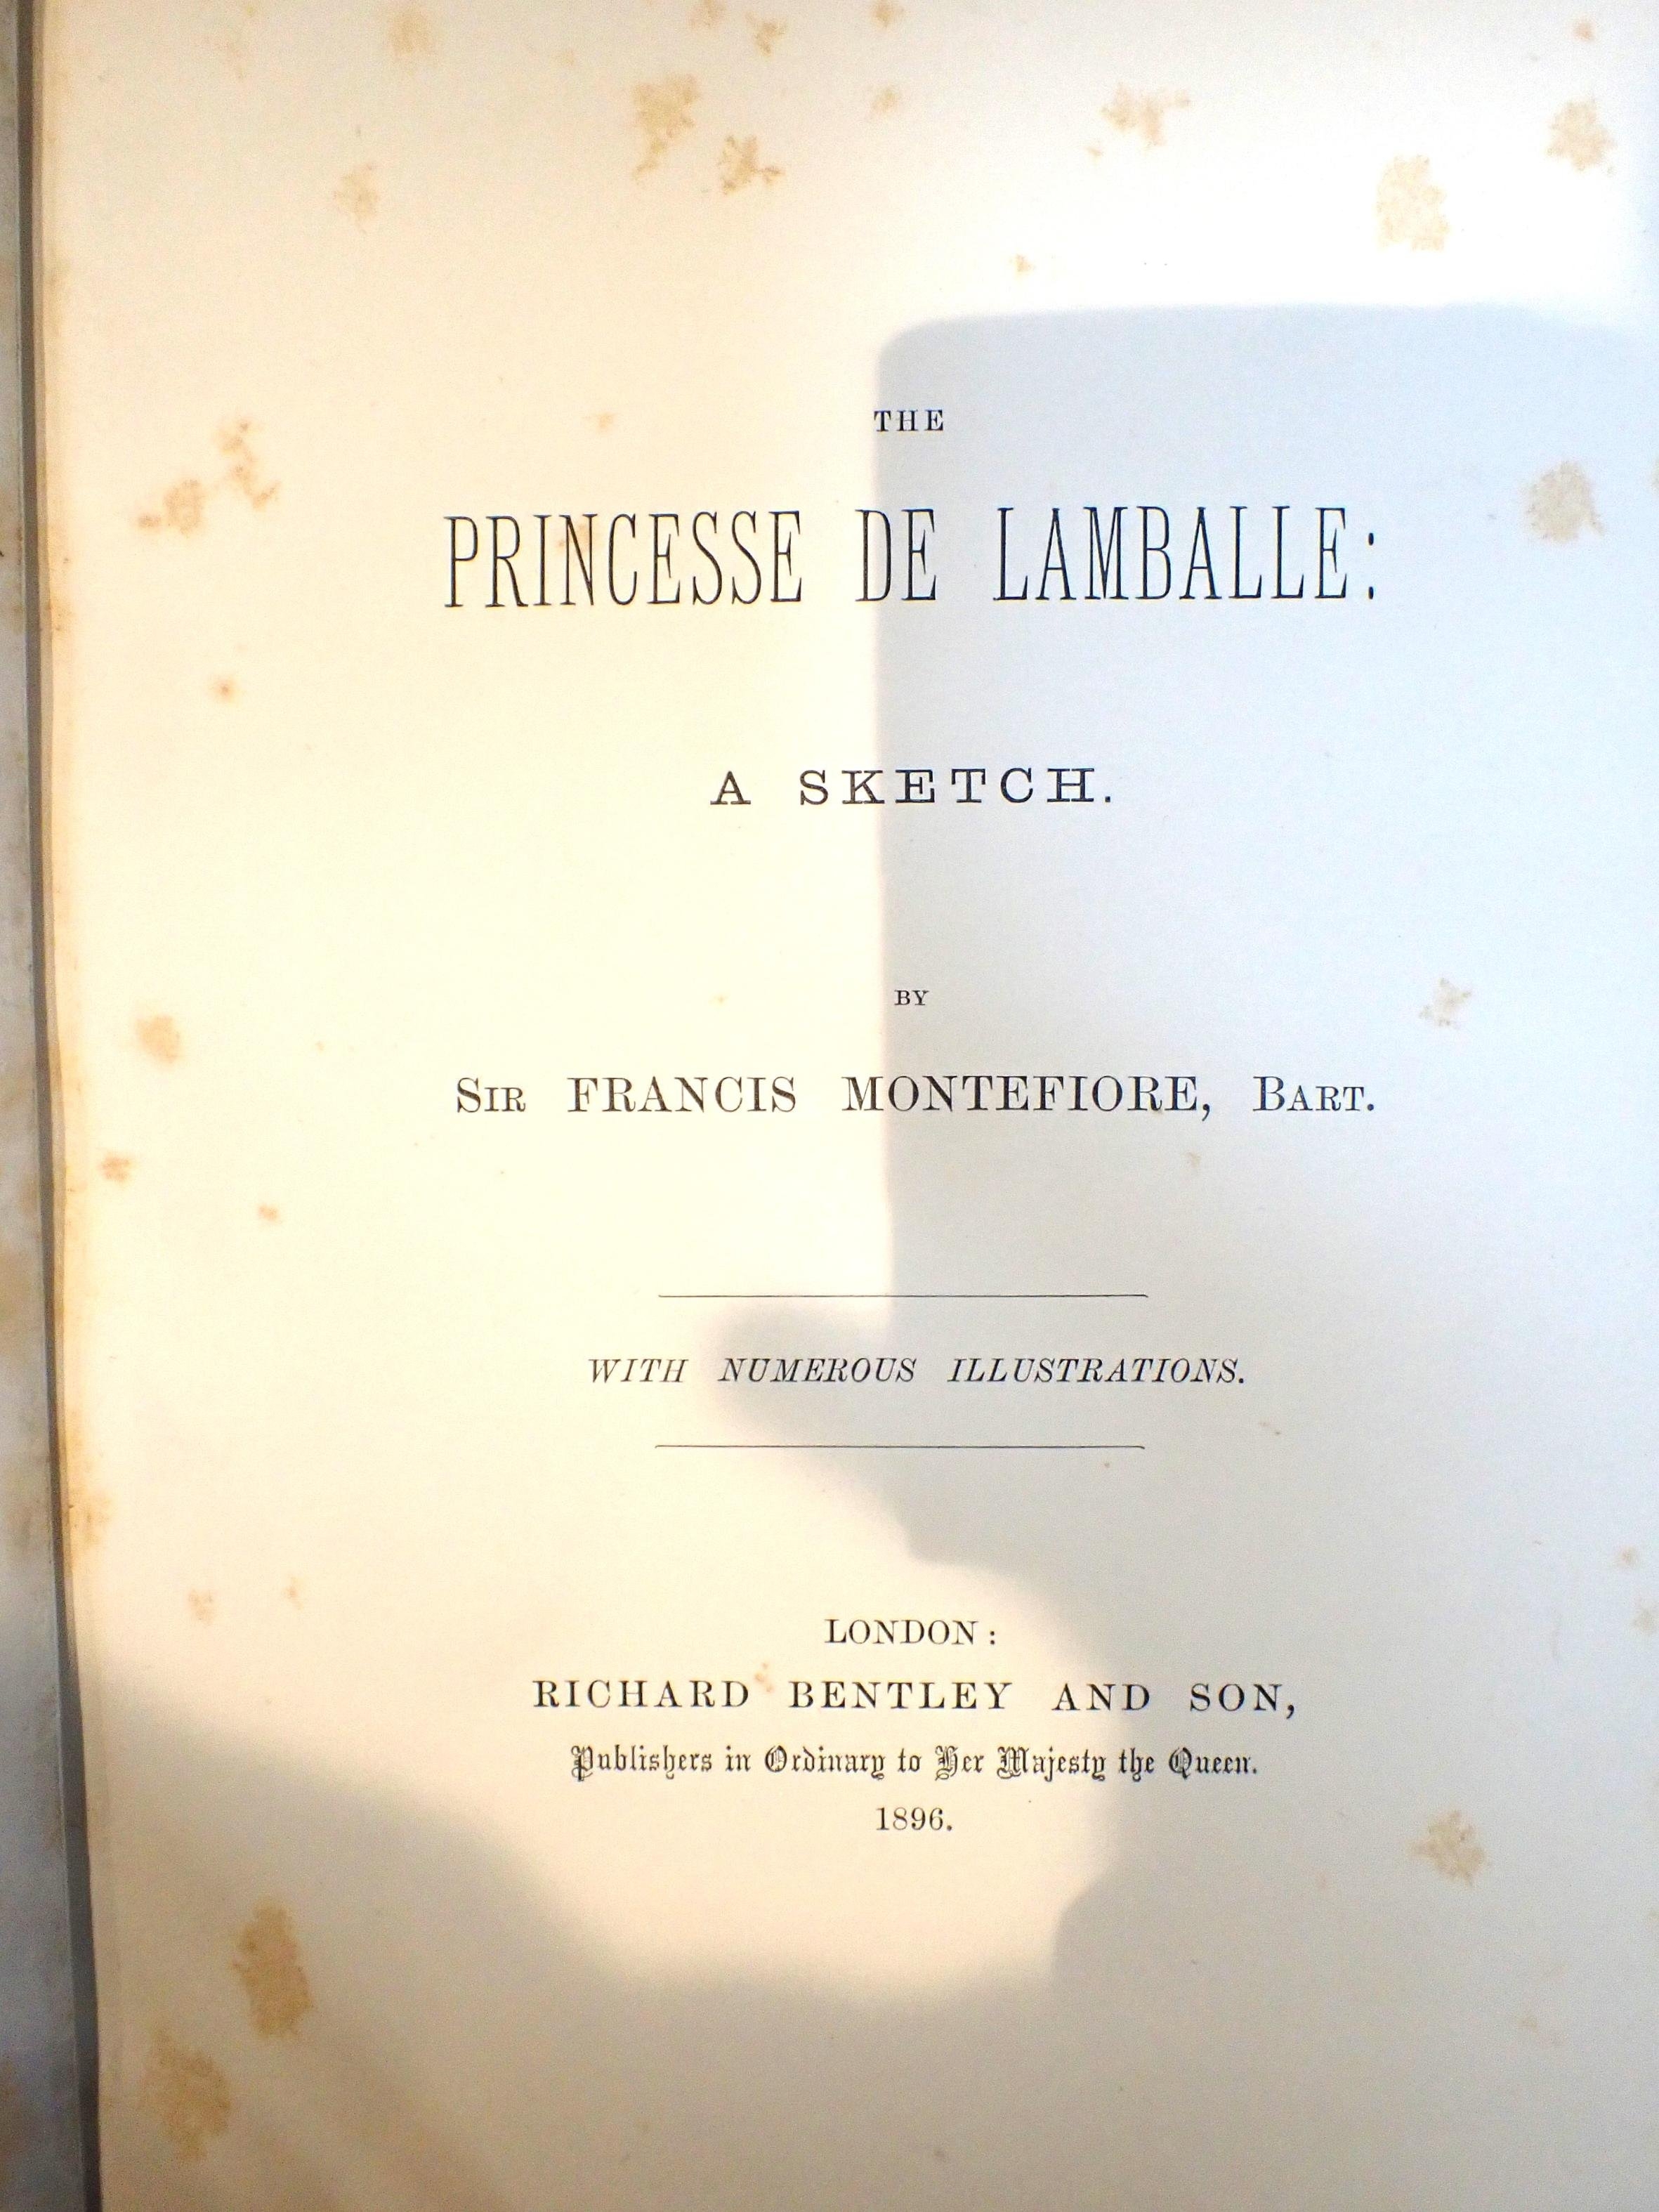 THE
PRINCESSE DE LAMBALLE:
A SKETCH.
BY
SIR FRANCIS MONTEFIORE, BART.
WITH NUMEROUS ILLUSTRATIONS.
LONDON:
RICHARD BENTLEY AND SON,
Publishers in Ordinary to Her Majesty the Queen.
1896.